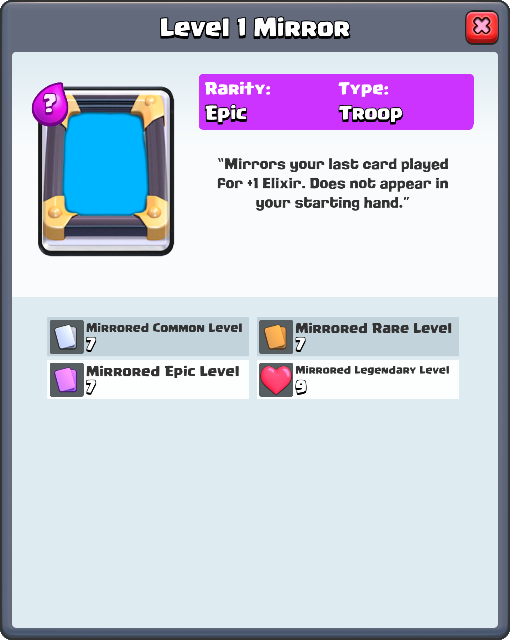 Level 1 Mirror
?
Rarity: Type:
Epic Troop
"Mirrors your last card played
for +1 Elixir. Does not appear in
your starting hand."
Mirrored Common Level
7
Mirrored Rare Level
7
Mirrored Epic Level
7
Mirrored Legendary Level
9